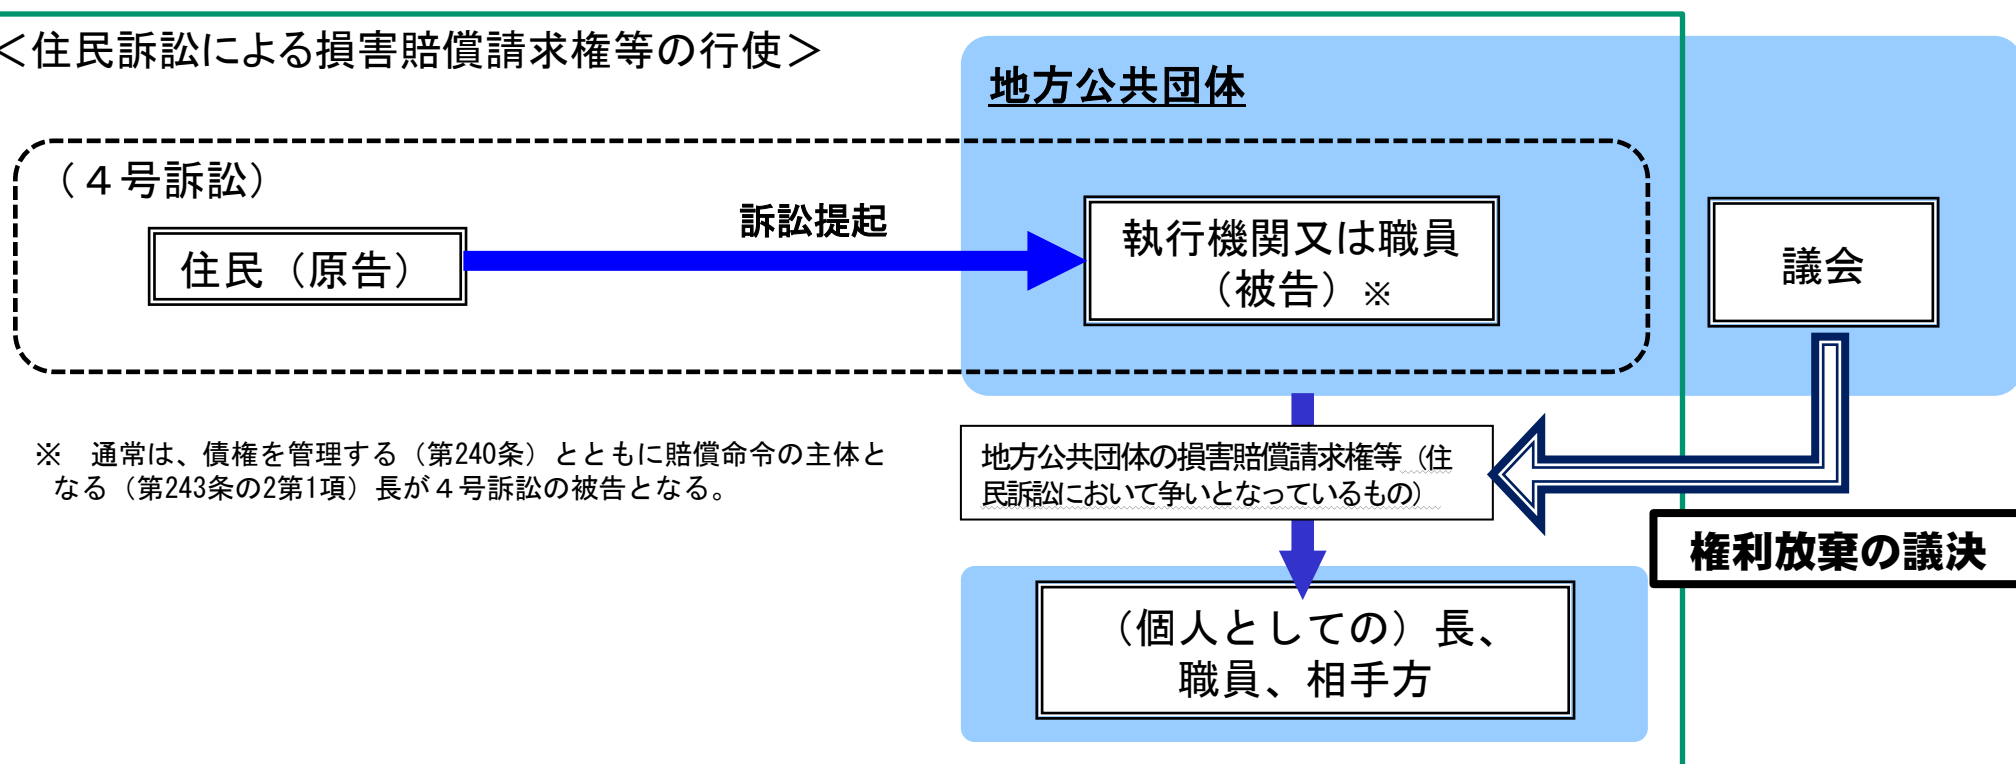 ＜住民訴訟による損害賠償請求権等の行使＞
地方公共団体
（４号訴訟）
訴訟提起
住民（原告）
執行機関又は職員
（被告）※
議会
※　通常は、債権を管理する（第240条）とともに賠償命令の主体と
なる（第243条の2第1項）長が４号訴訟の被告となる。
地方公共団体の損害賠償請求権等（住
民訴訟において争いとなっているもの）
権利放棄の議決
（個人としての）長、
職員、相手方